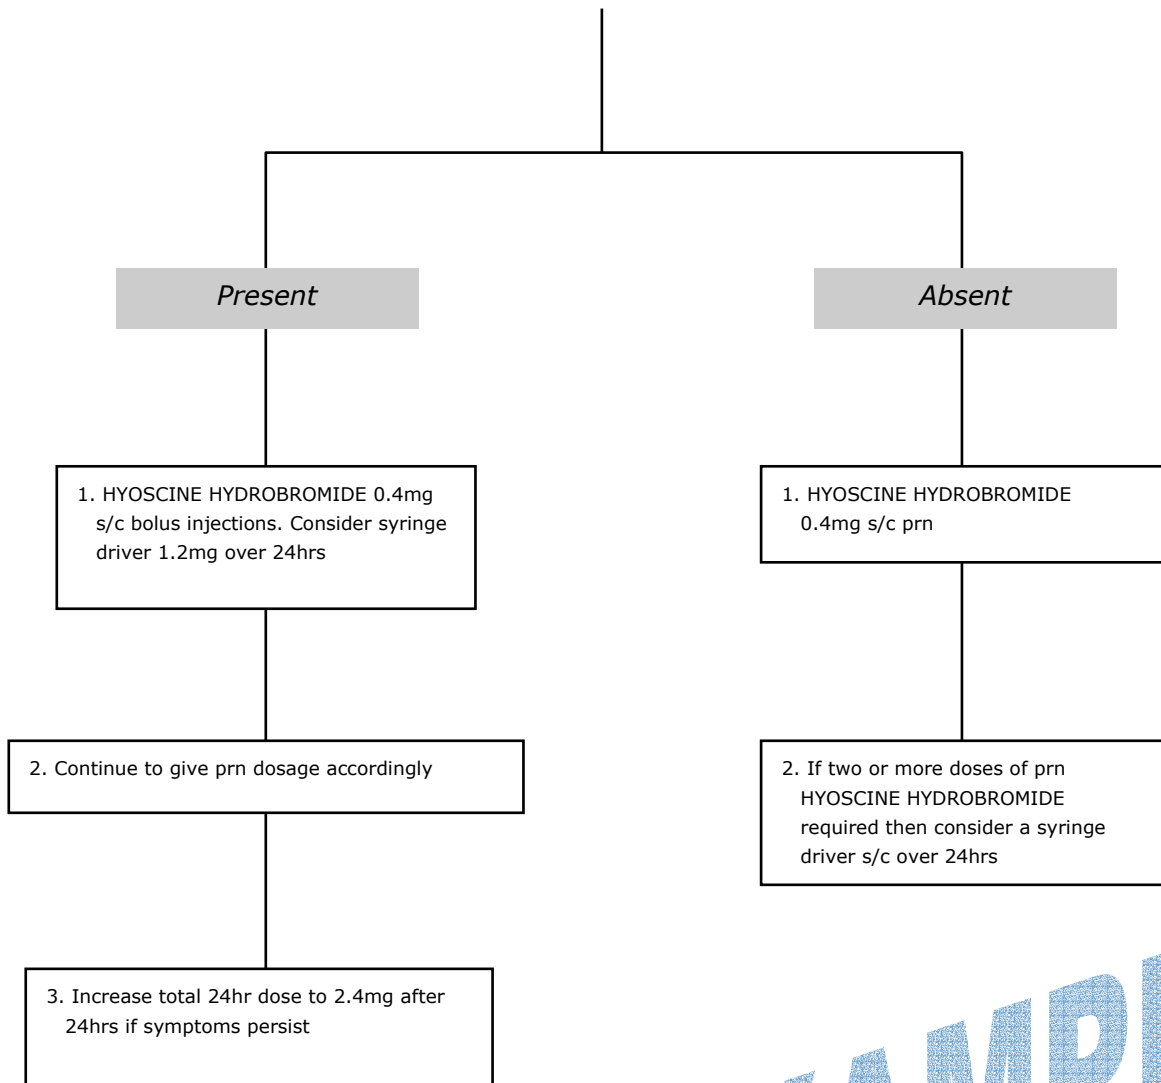 Present
Absent
1. HYOSCINE HYDROBROMIDE 0.4mg
s/c bolus injections. Consider syringe
driver 1.2mg over 24hrs
1. HYOSCINE HYDROBROMIDE
0.4mg s/c prn
2. Continue to give prn dosage accordingly
2. If two or more doses of prn
HYOSCINE HYDROBROMIDE
required then consider a syringe
driver s/c over 24hrs
3. Increase total 24hr dose to 2.4mg after
24hrs if symptoms persist